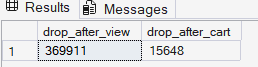 Results Messages
drop_after_view drop_after_cart
1 369911 15648